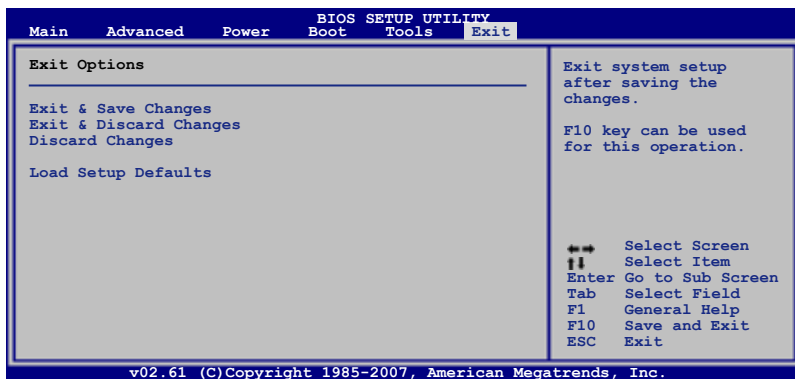 BIOS SETUP UTILITY
Main Advanced Power Boot Tools Exit
Exit Options
Exit & Save Changes
Exit & Discard Changes
Discard Changes
Load Setup Defaults
Exit system setup
after saving the
changes.
F10 key can be used
for this operation.
Select Screen
Select Item
Enter Go to Sub Screen
Tab Select Field
F1 General Help
F10 Save and Exit
ESC Exit
v02.61 (C)Copyright 1985-2007, American Megatrends, Inc.